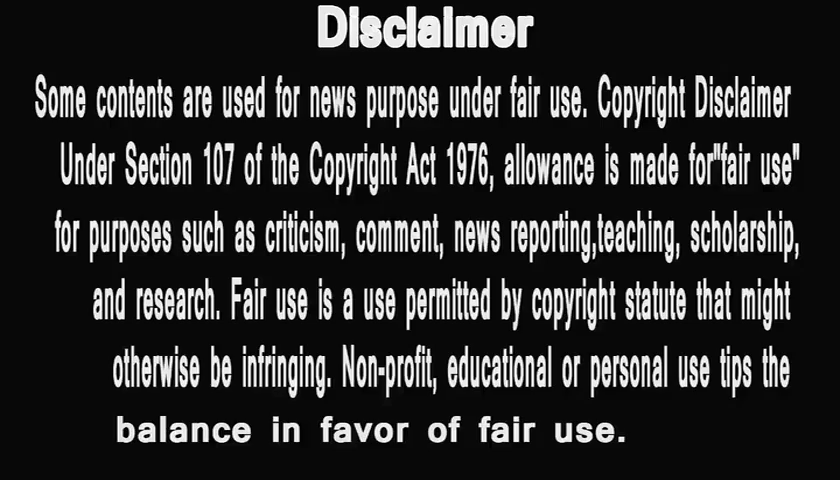 Disclaimer
Some contents are used for news purpose under fair use. Copyright Disclaimer
Under Section 107 of the Copyright Act 1976, allowance is made for"fair use"
for purposes such as criticism, comment, news reporting,teaching, scholarship,
and research. Fair use is a use permitted by copyright statute that might
otherwise be infringing. Non-profit, educational or personal use tips the
balance in favor of fair use.